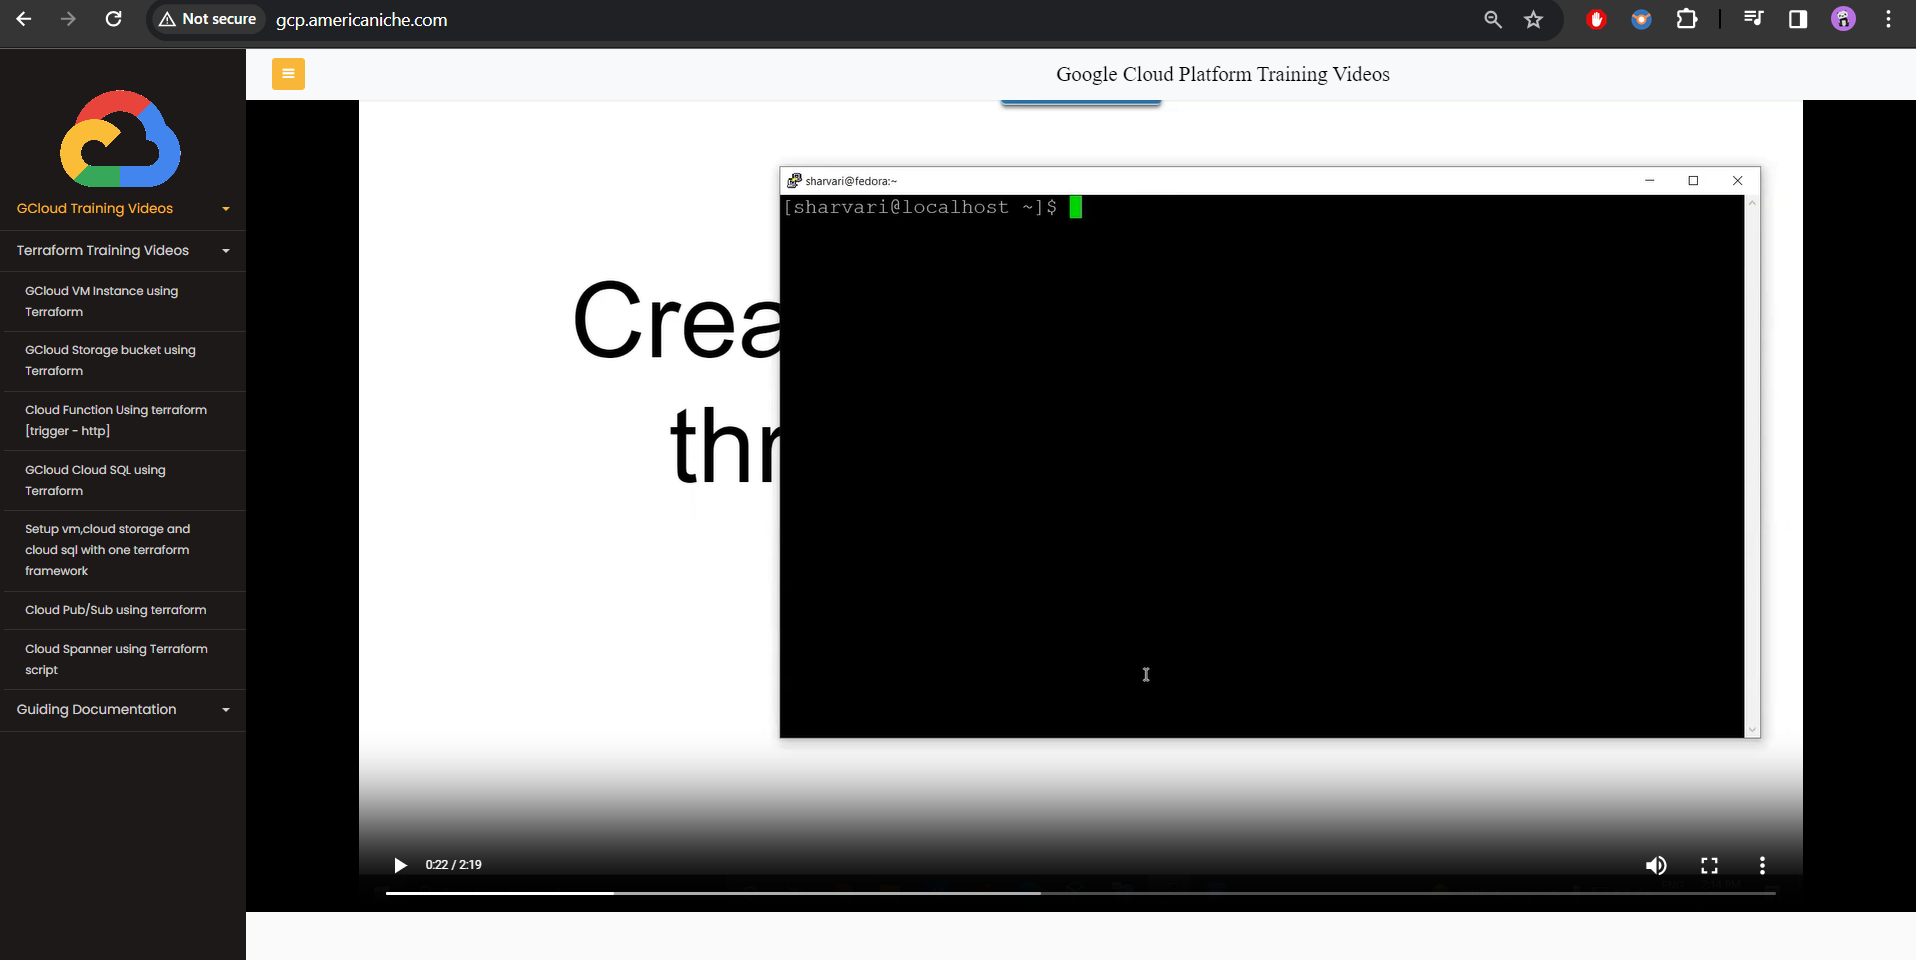 Not secure gcp.americaniche.com
Google Cloud Platform Training Videos
GCloud Training Videos
Terraform Training Videos
GCloud VM Instance using
Terraform
GCloud Storage bucket using
Terraform
Cloud Function Using terraform
[trigger - http]
GCloud Cloud SQL using
Terraform
Setup vm,cloud storage and
cloud sql with one terraform
framework
Cloud Pub/Sub using terraform
Cloud Spanner using Terraform
script
Guiding Documentation
Crea
thr
sharvari@fedora:~
[sharvari@localhost ~]$
0:22 / 2:19